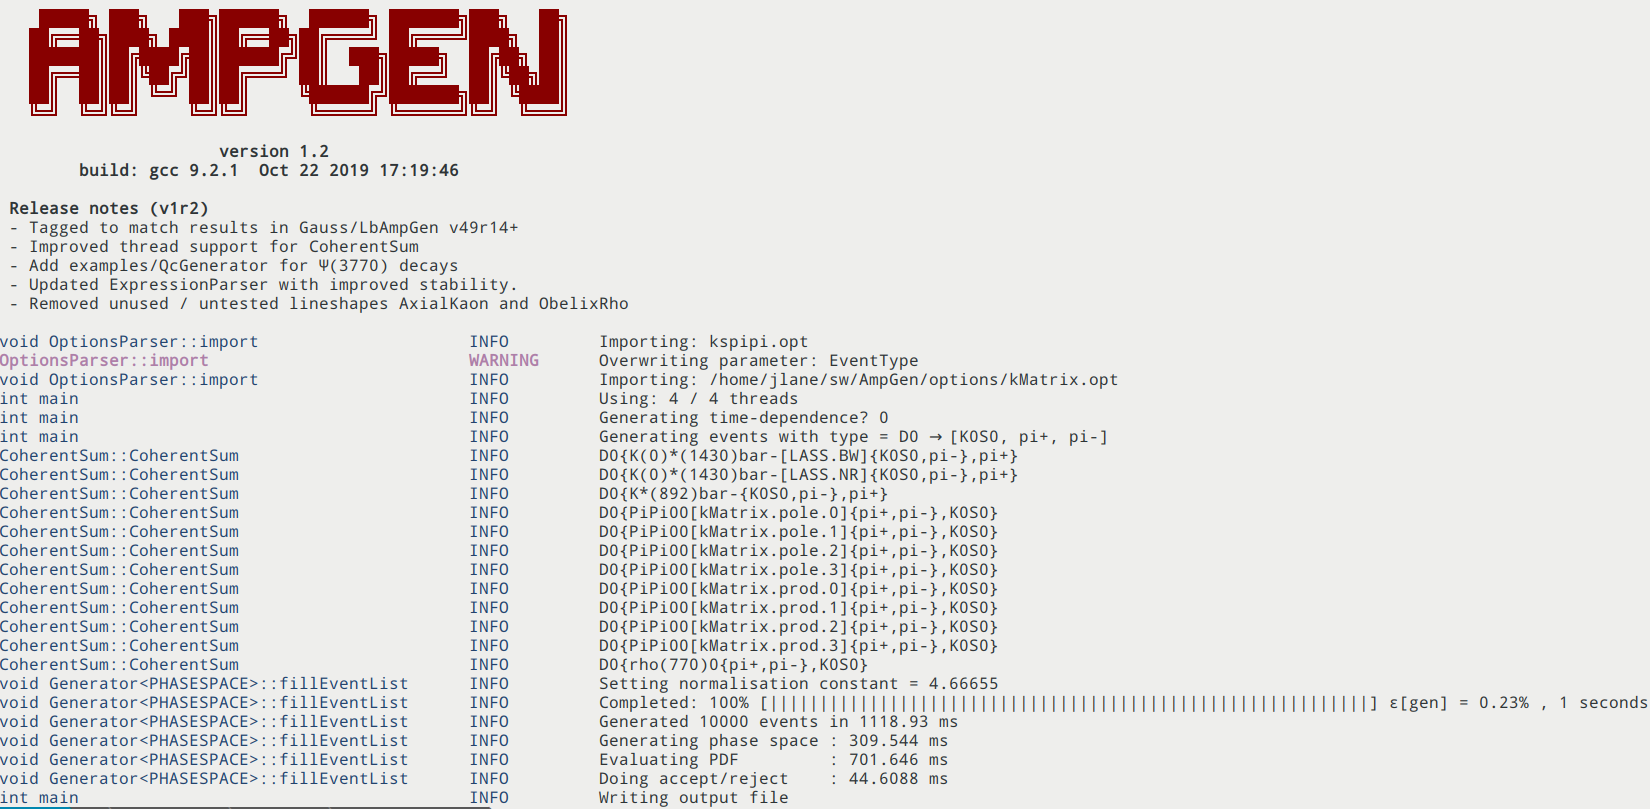 AMPGEN
version 1.2
build: gcc 9.2.1  Oct 22 2019 17:19:46
Release notes (v1r2)
- Tagged to match results in Gauss/LbAmpGen v49r14+
- Improved thread support for CoherentSum
- Add examples/QcGenerator for Ψ(3770) decays
- Updated ExpressionParser with improved stability.
- Removed unused / untested lineshapes AxialKaon and ObelixRho
void OptionsParser::import INFO Importing: kspipi.opt
OptionsParser::import WARNING Overwriting parameter: EventType
void OptionsParser::import INFO Importing: /home/jlane/sw/AmpGen/options/kMatrix.opt
int main INFO Using: 4 / 4 threads
int main INFO Generating time-dependence? 0
int main INFO Generating events with type = D0 → [K0S0, pi+, pi-]
CoherentSum::CoherentSum INFO D0{K(0)*(1430)bar-[LASS.BW]{K0S0,pi-},pi+}
CoherentSum::CoherentSum INFO D0{K(0)*(1430)bar-[LASS.NR]{K0S0,pi-},pi+}
CoherentSum::CoherentSum INFO D0{K*(892)bar-{K0S0,pi-},pi+}
CoherentSum::CoherentSum INFO D0{PiPi00[kMatrix.pole.0]{pi+,pi-},K0S0}
CoherentSum::CoherentSum INFO D0{PiPi00[kMatrix.pole.1]{pi+,pi-},K0S0}
CoherentSum::CoherentSum INFO D0{PiPi00[kMatrix.pole.2]{pi+,pi-},K0S0}
CoherentSum::CoherentSum INFO D0{PiPi00[kMatrix.pole.3]{pi+,pi-},K0S0}
CoherentSum::CoherentSum INFO D0{PiPi00[kMatrix.prod.0]{pi+,pi-},K0S0}
CoherentSum::CoherentSum INFO D0{PiPi00[kMatrix.prod.1]{pi+,pi-},K0S0}
CoherentSum::CoherentSum INFO D0{PiPi00[kMatrix.prod.2]{pi+,pi-},K0S0}
CoherentSum::CoherentSum INFO D0{PiPi00[kMatrix.prod.3]{pi+,pi-},K0S0}
CoherentSum::CoherentSum INFO D0{rho(770)0{pi+,pi-},K0S0}
void Generator<PHASESPACE>::fillEventList INFO Setting normalisation constant = 4.66655
void Generator<PHASESPACE>::fillEventList INFO Completed: 100% [||||||||||||||||||||||||||||||||||||||||||||||||||||||||||||] ε[gen] = 0.23% , 1 seconds
void Generator<PHASESPACE>::fillEventList INFO Generated 10000 events in 1118.93 ms
void Generator<PHASESPACE>::fillEventList INFO Generating phase space : 309.544 ms
void Generator<PHASESPACE>::fillEventList INFO Evaluating PDF : 701.646 ms
void Generator<PHASESPACE>::fillEventList INFO Doing accept/reject : 44.6088 ms
int main INFO Writing output file